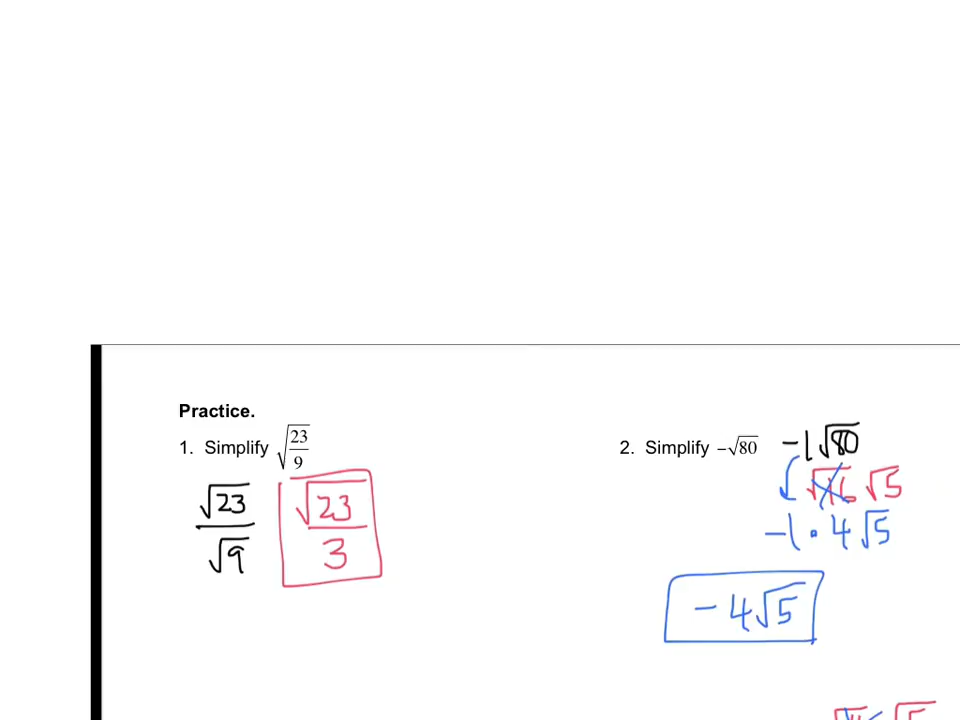 Practice.
1. Simplify √(23/9)
√23/√9
√23/3
2. Simplify −√80
−1√80
√16 √5
−1 · 4√5
−4√5